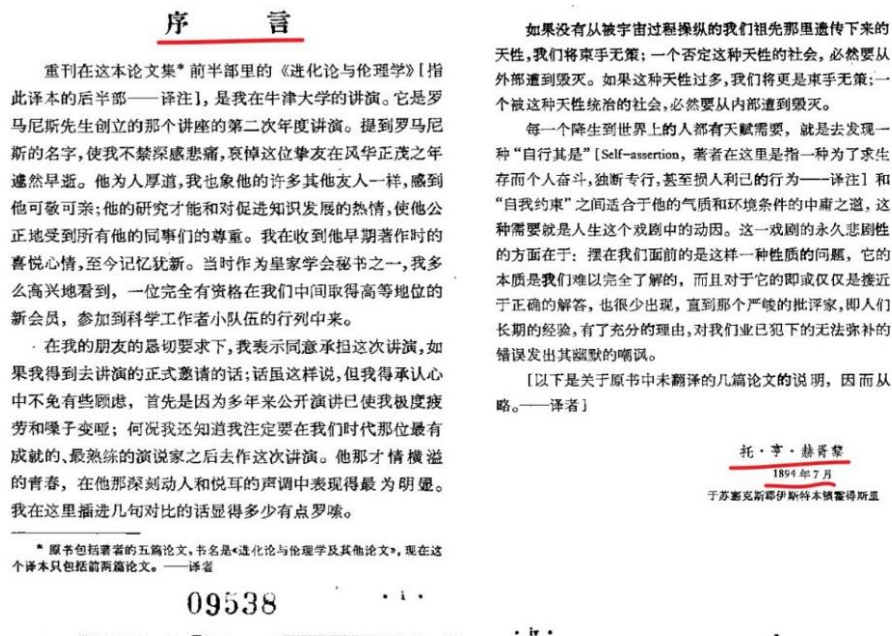 序 言
重刊在这本论文集* 前半部里的《进化论与伦理学》[指
此译本的后半部——译注],是我在牛津大学的讲演。它是罗
马尼斯先生创立的那个讲座的第二次年度讲演。提到罗马尼
斯的名字,使我不禁深感悲痛,哀悼这位挚友在风华正茂之年
遽然早逝。他为人厚道,我也象他的许多其他友人一样,感到
他可敬可亲;他的研究才能和对促进知识发展的热情,使他公
正地受到所有他的同事们的尊重。我在收到他早期著作时的
喜悦心情,至今记忆犹新。当时作为皇家学会秘书之一,我多
么高兴地看到,一位完全有资格在我们中间取得高等地位的
新会员,参加到科学工作者小队伍的行列中来。
在我的朋友的恳切要求下,我表示同意承担这次讲演,如
果我得到去讲演的正式邀请的话;话虽这样说,但我得承认心
中不免有些顾虑,首先是因为多年来公开演讲已使我极度疲
劳和嗓子变哑;何况我还知道我注定要在我们时代那位最有
成就的、最熟练的演说家之后去作这次讲演。他那才情横溢
的青春,在他那深刻动人和悦耳的声调中表现得最为明显。
我在这里插进几句对比的话显得多少有点罗嗦。
* 原书包括著者的五篇论文,书名是《进化论与伦理学及其他论文》,现在这
个译本只包括前两篇论文。——译者
09538
· i ·
如果没有从被宇宙过程操纵的我们祖先那里遗传下来的
天性,我们将束手无策;一个否定这种天性的社会,必然要从
外部遭到毁灭。如果这种天性过多,我们将更是束手无策;一
个被这种天性统治的社会,必然要从内部遭到毁灭。
每一个降生到世界上的人都有天赋需要,就是去发现一
种“自行其是”[Self-assertion,著者在这里是指一种为了求生
存而个人奋斗,独断专行,甚至损人利己的行为——译注]和
“自我约束”之间适合于他的气质和环境条件的中庸之道,这
种需要就是人生这个戏剧中的动因。这一戏剧的永久悲剧性
的方面在于:摆在我们面前的是这样一种性质的问题,它的
本质是我们难以完全了解的,而且对于它的即或仅仅是接近
于正确的解答,也很少出现,直到那个严峻的批评家,即人们
长期的经验,有了充分的理由,对我们业已犯下的无法弥补的
错误发出其幽默的嘲讽。
[以下是关于原书中未翻译的几篇论文的说明,因而从
略。——译者]
托·亨·赫胥黎
1894年7月
于苏塞克斯郡伊斯特本镇霍得斯里
· iv ·